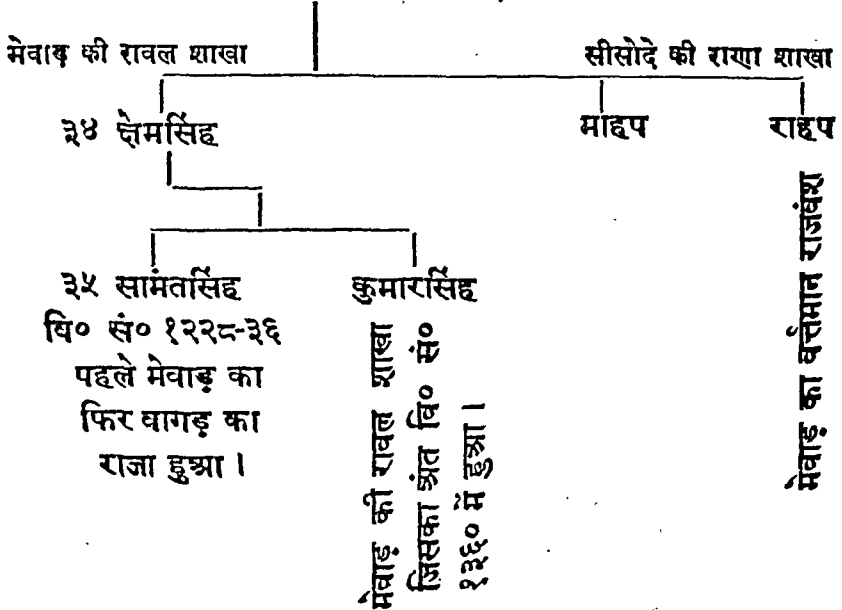 मेवाड़ की रावल शाखा
सीसोदे की राणा शाखा
३४ क्षेमसिंह
माहप
राहप
मेवाड़ का वर्त्तमान राजवंश
३५ सामंतसिंह
वि० सं० १२२८-३६
पहले मेवाड़ का
फिर वागड़ का
राजा हुआ ।
कुमारसिंह
मेवाड़ की रावल शाखा
जिसका अंत वि० सं०
१३६० में हुआ ।